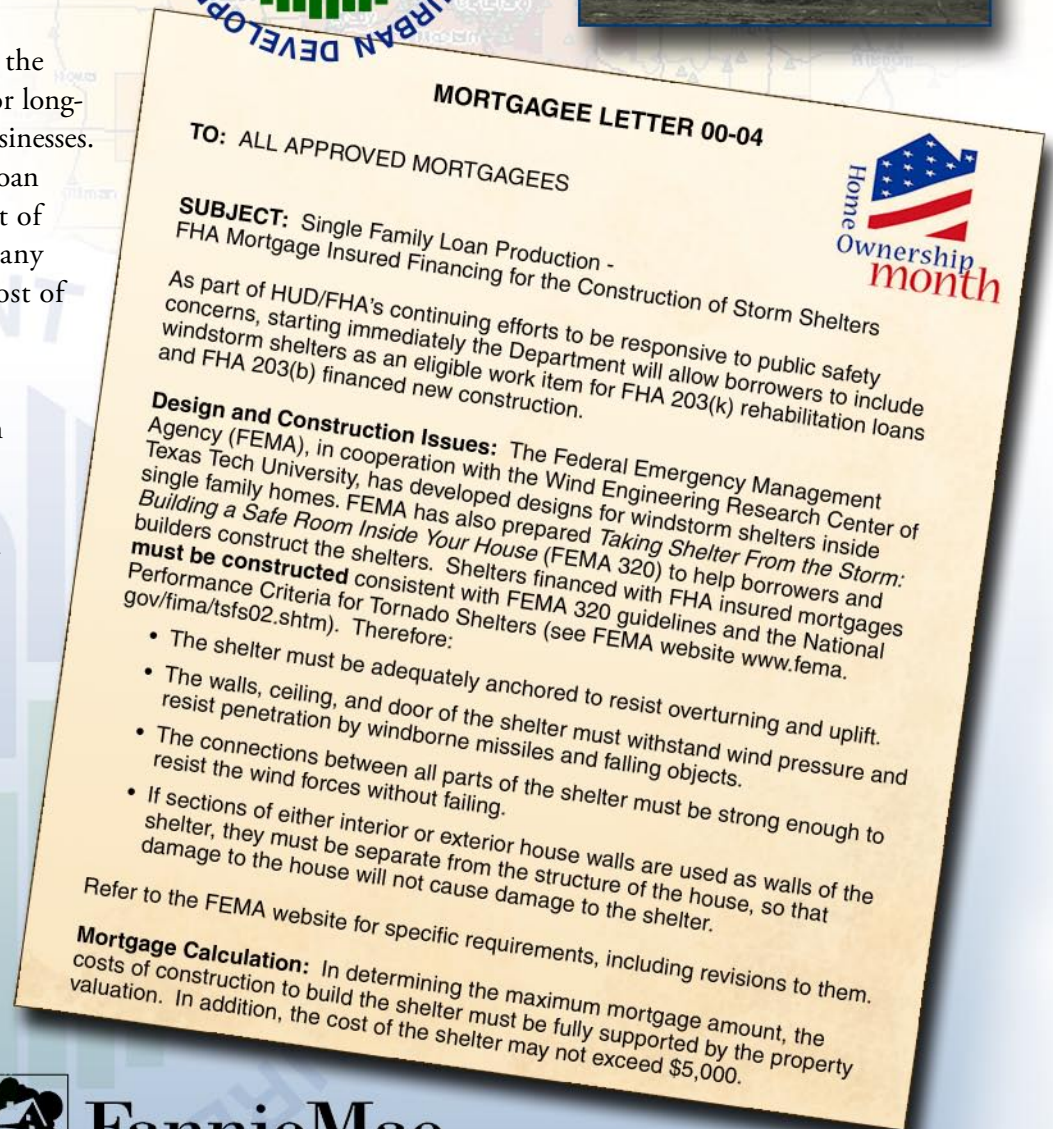 URBAN DEVELOP
the
or long-
sinesses.
oan
t of
any
ost of
MORTGAGEE LETTER 00-04
TO: ALL APPROVED MORTGAGEES
Home
Ownership
month
SUBJECT: Single Family Loan Production -
FHA Mortgage Insured Financing for the Construction of Storm Shelters
As part of HUD/FHA's continuing efforts to be responsive to public safety
concerns, starting immediately the Department will allow borrowers to include
windstorm shelters as an eligible work item for FHA 203(k) rehabilitation loans
and FHA 203(b) financed new construction.
Design and Construction Issues: The Federal Emergency Management
Agency (FEMA), in cooperation with the Wind Engineering Research Center of
Texas Tech University, has developed designs for windstorm shelters inside
single family homes. FEMA has also prepared Taking Shelter From the Storm:
Building a Safe Room Inside Your House (FEMA 320) to help borrowers and
builders construct the shelters. Shelters financed with FHA insured mortgages
must be constructed consistent with FEMA 320 guidelines and the National
Performance Criteria for Tornado Shelters (see FEMA website www.fema.
gov/fima/tsfs02.shtm). Therefore:
• The shelter must be adequately anchored to resist overturning and uplift.
• The walls, ceiling, and door of the shelter must withstand wind pressure and
resist penetration by windborne missiles and falling objects.
• The connections between all parts of the shelter must be strong enough to
resist the wind forces without failing.
• If sections of either interior or exterior house walls are used as walls of the
shelter, they must be separate from the structure of the house, so that
damage to the house will not cause damage to the shelter.
Refer to the FEMA website for specific requirements, including revisions to them.
Mortgage Calculation: In determining the maximum mortgage amount, the
costs of construction to build the shelter must be fully supported by the property
valuation. In addition, the cost of the shelter may not exceed $5,000.
FannieMae